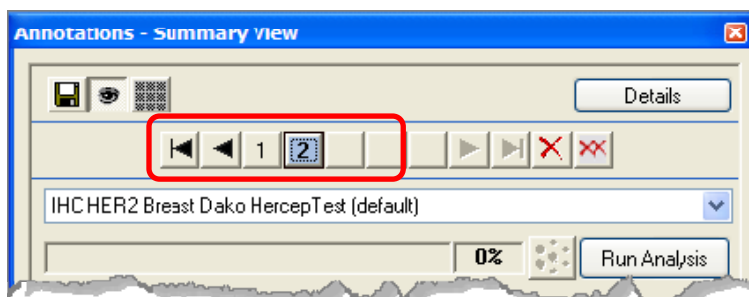 Annotations - Summary View
Details
1 2
IHC HER2 Breast Dako HercepTest (default)
0% Run Analysis